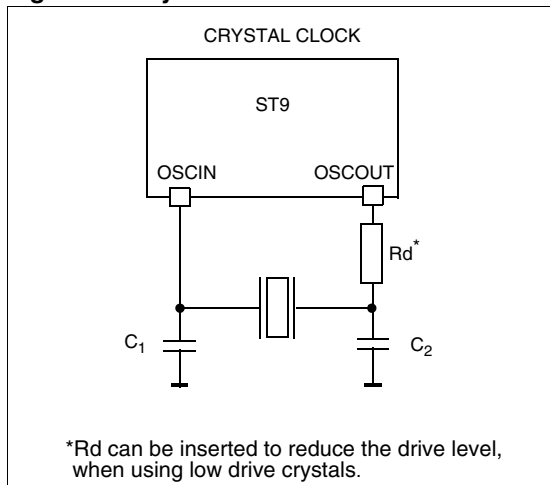 CRYSTAL CLOCK
ST9
OSCIN
OSCOUT
Rd*
C1
C2
*Rd can be inserted to reduce the drive level,
when using low drive crystals.